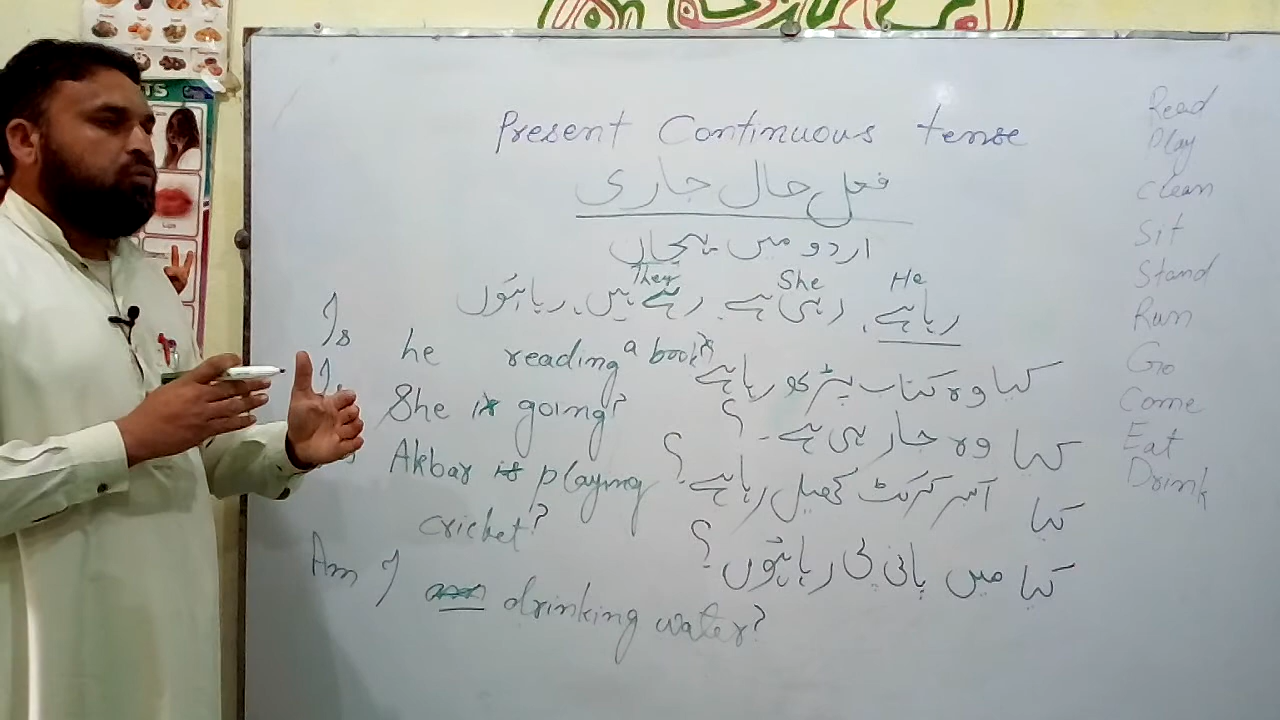 TS
Present Continuous tense
فعل حال جاری
اردو میں پہچاں
He She They
رہا ہے، رہی ہے، رہے ہیں، رہا ہوں
Is he reading a book? کیا وہ کتاب پڑھ رہا ہے
Is She is going? کیا وہ جا رہی ہے۔ ؟
Akbar is playing cricket? کیا اکبر کرکٹ کھیل رہا ہے؟
Am I am drinking water? کیا میں پانی پی رہا ہوں؟
Read
Play
Clean
Sit
Stand
Run
Go
Come
Eat
Drink